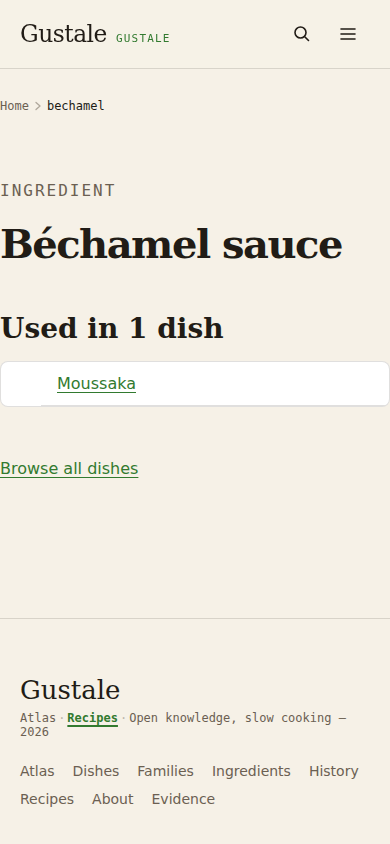 Gustale GUSTALE
Home > bechamel
INGREDIENT
Béchamel sauce
Used in 1 dish
Moussaka
Browse all dishes
Gustale
Atlas · Recipes · Open knowledge, slow cooking —
2026
Atlas Dishes Families Ingredients History
Recipes About Evidence